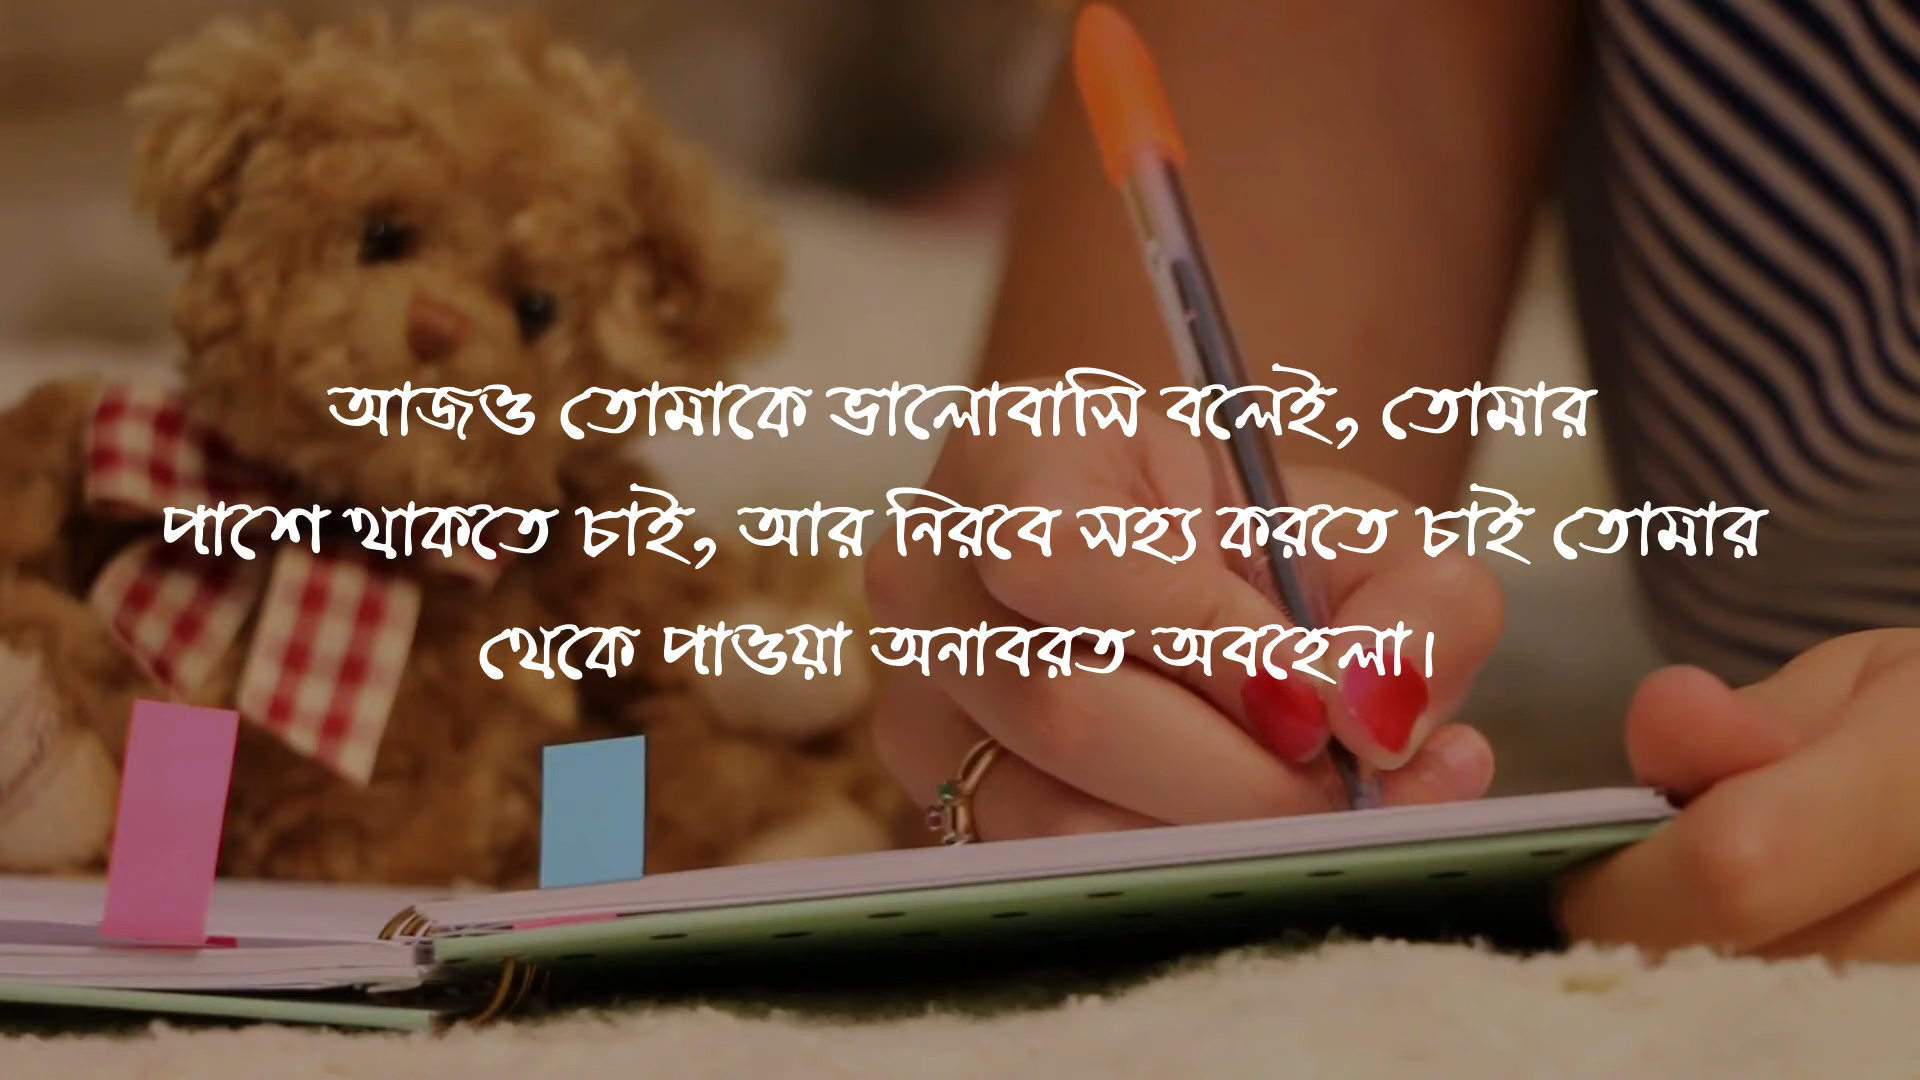 আজও তোমাকে ভালোবাসি বলেই, তোমার
পাশে থাকতে চাই, আর নিরবে সহ্য করতে চাই তোমার
থেকে পাওয়া অনাবরত অবহেলা।